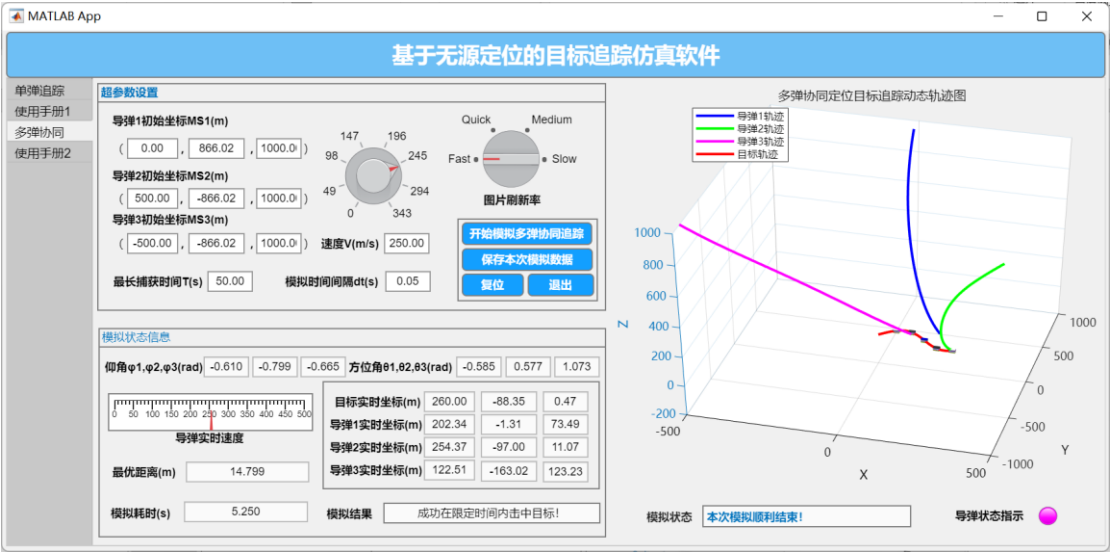 MATLAB App
基于无源定位的目标追踪仿真软件
单弹追踪
使用手册1
多弹协同
使用手册2
超参数设置
导弹1初始坐标MS1(m)
( 0.00 , 866.02 , 1000.0( )
导弹2初始坐标MS2(m)
( 500.00 , -866.02 , 1000.0( )
导弹3初始坐标MS3(m)
( -500.00 , -866.02 , 1000.0( )
0 49 98 147 196 245 294 343
速度V(m/s) 250.00
Quick Medium
Fast Slow
图片刷新率
最长捕获时间T(s) 50.00 模拟时间间隔dt(s) 0.05
开始模拟多弹协同追踪
保存本次模拟数据
复位 退出
模拟状态信息
仰角φ1,φ2,φ3(rad) -0.610 -0.799 -0.665 方位角θ1,θ2,θ3(rad) -0.585 0.577 1.073
0 50 100 150 200 250 300 350 400 450 500
导弹实时速度
最优距离(m) 14.799
模拟耗时(s) 5.250
目标实时坐标(m) 260.00 -88.35 0.47
导弹1实时坐标(m) 202.34 -1.31 73.49
导弹2实时坐标(m) 254.37 -97.00 11.07
导弹3实时坐标(m) 122.51 -163.02 123.23
模拟结果 成功在限定时间内击中目标!
多弹协同定位目标追踪动态轨迹图
导弹1轨迹
导弹2轨迹
导弹3轨迹
目标轨迹
1000
800
600
400
200
0
-200
Z
-500
0
500
X
1000
500
0
-500
-1000
Y
模拟状态 本次模拟顺利结束! 导弹状态指示